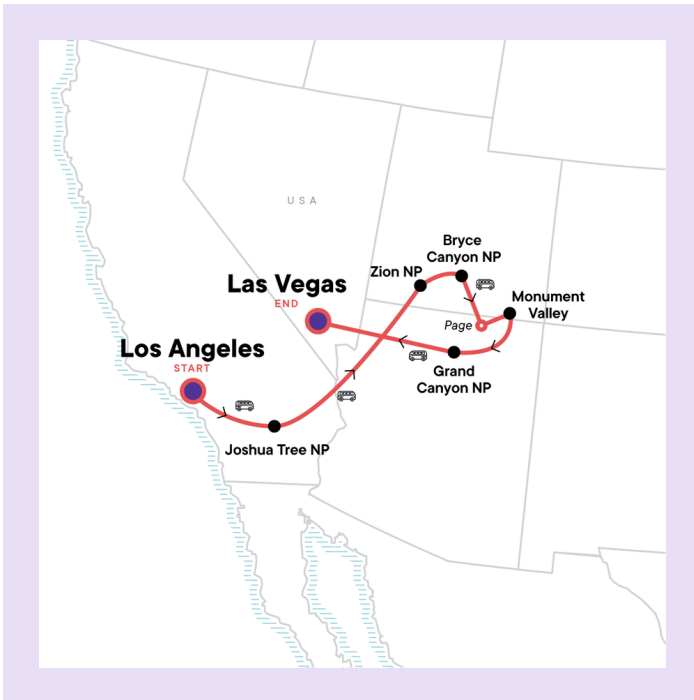 USA
Bryce
Canyon NP
Zion NP
Las Vegas
END
Monument
Valley
Page
Los Angeles
START
Grand
Canyon NP
Joshua Tree NP